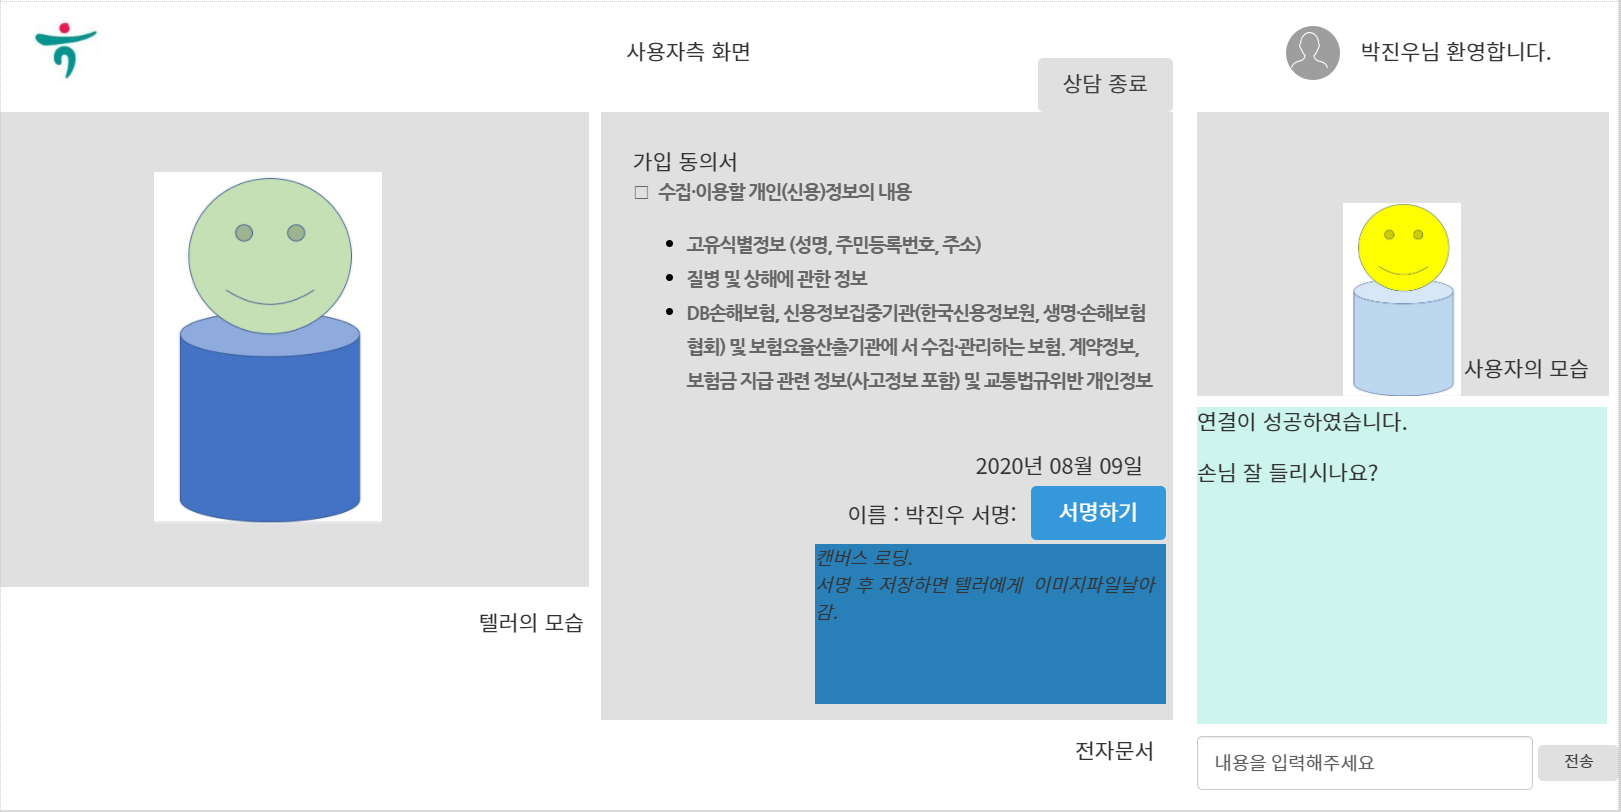 사용자측 화면
박진우님 환영합니다.
상담 종료
가입 동의서
□ 수집·이용할 개인(신용)정보의 내용
• 고유식별정보 (성명, 주민등록번호, 주소)
• 질병 및 상해에 관한 정보
• DB손해보험, 신용정보집중기관(한국신용정보원, 생명·손해보험
협회) 및 보험요율산출기관에 서 수집·관리하는 보험. 계약정보,
보험금 지급 관련 정보(사고정보 포함) 및 교통법규위반 개인정보
2020년 08월 09일
이름 : 박진우 서명:
서명하기
캔버스 로딩.
서명 후 저장하면 텔러에게 이미지파일날아
감.
텔러의 모습
전자문서
사용자의 모습
연결이 성공하였습니다.
손님 잘 들리시나요?
내용을 입력해주세요
전송